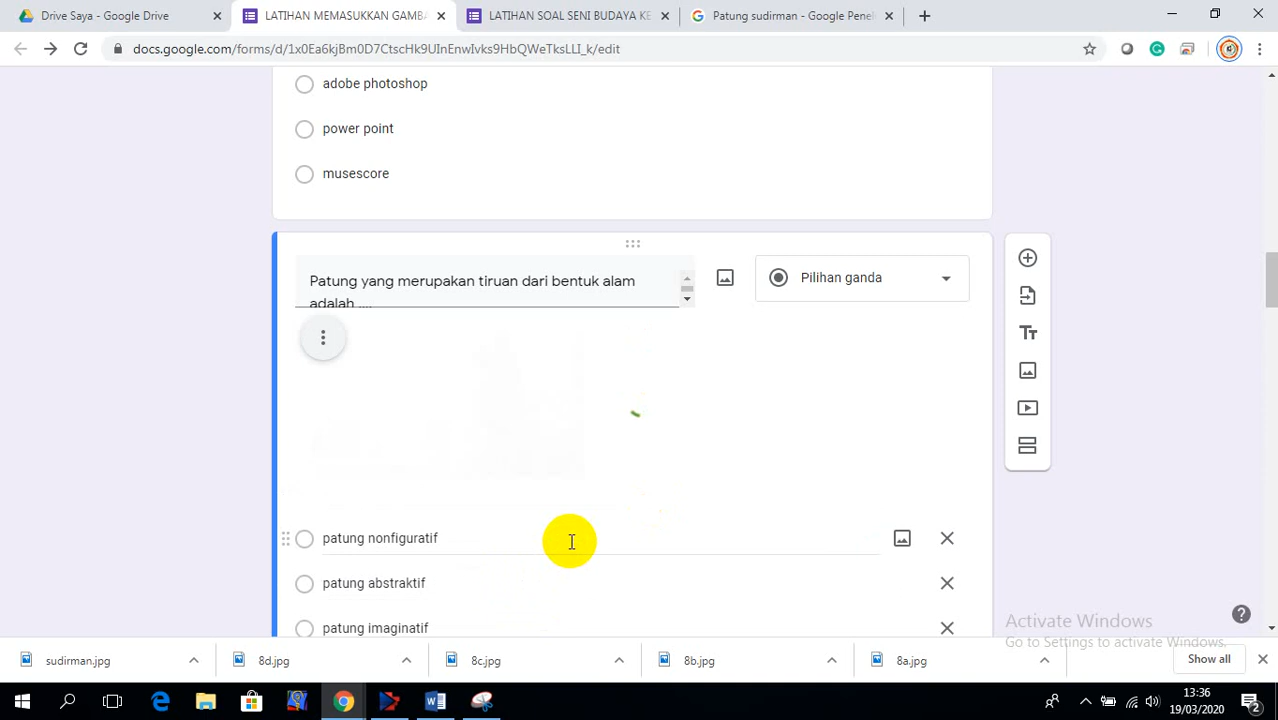 Drive Saya - Google Drive
LATIHAN MEMASUKKAN GAMBA
LATIHAN SOAL SENI BUDAYA KE
Patung sudirman - Google Penel
docs.google.com/forms/d/1x0Ea6kjBm0D7CtscHk9UInEnwIvks9HbQWeTksLLI_k/edit
adobe photoshop
power point
musescore
Patung yang merupakan tiruan dari bentuk alam
adalah ....
Pilihan ganda
patung nonfiguratif
patung abstraktif
patung imaginatif
Activate Windows
Go to Settings to activate Windows.
sudirman.jpg
8d.jpg
8c.jpg
8b.jpg
8a.jpg
Show all
13:36
19/03/2020
2